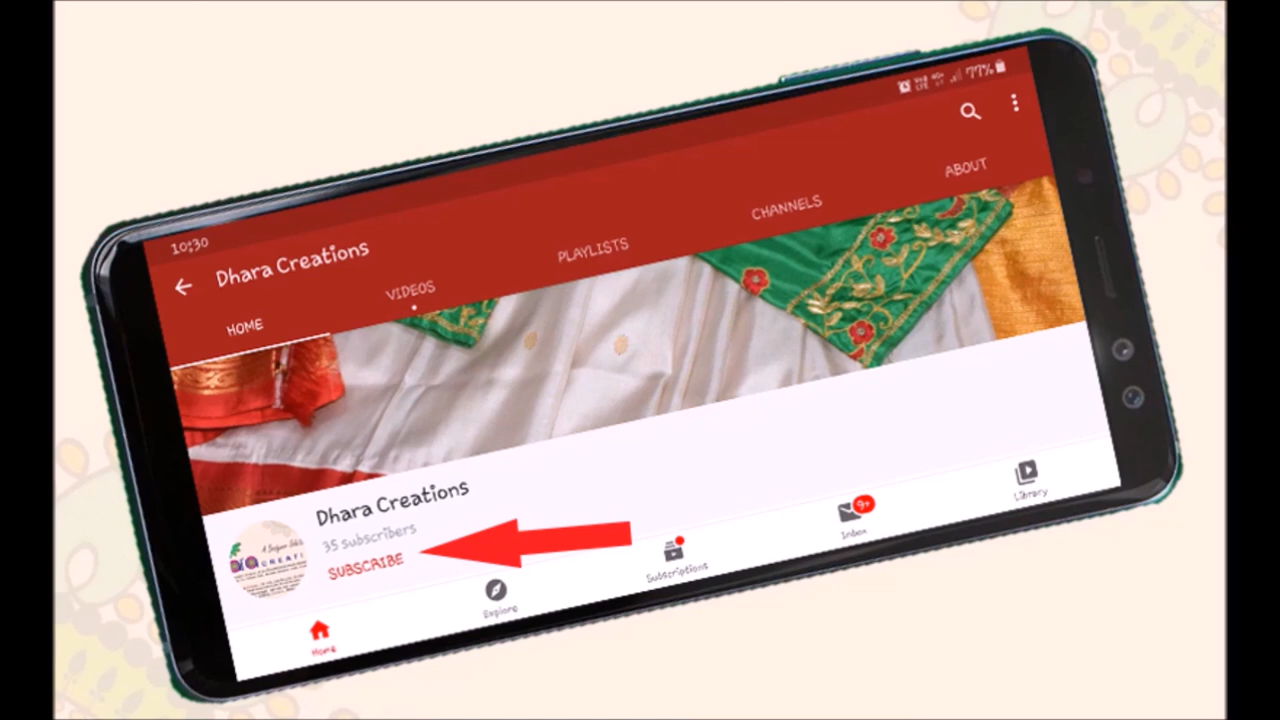 10:30
77%
Dhara Creations
HOME
VIDEOS
PLAYLISTS
CHANNELS
ABOUT
Dhara Creations
35 subscribers
SUBSCRIBE
Home
Explore
Subscriptions
9+
Inbox
Library